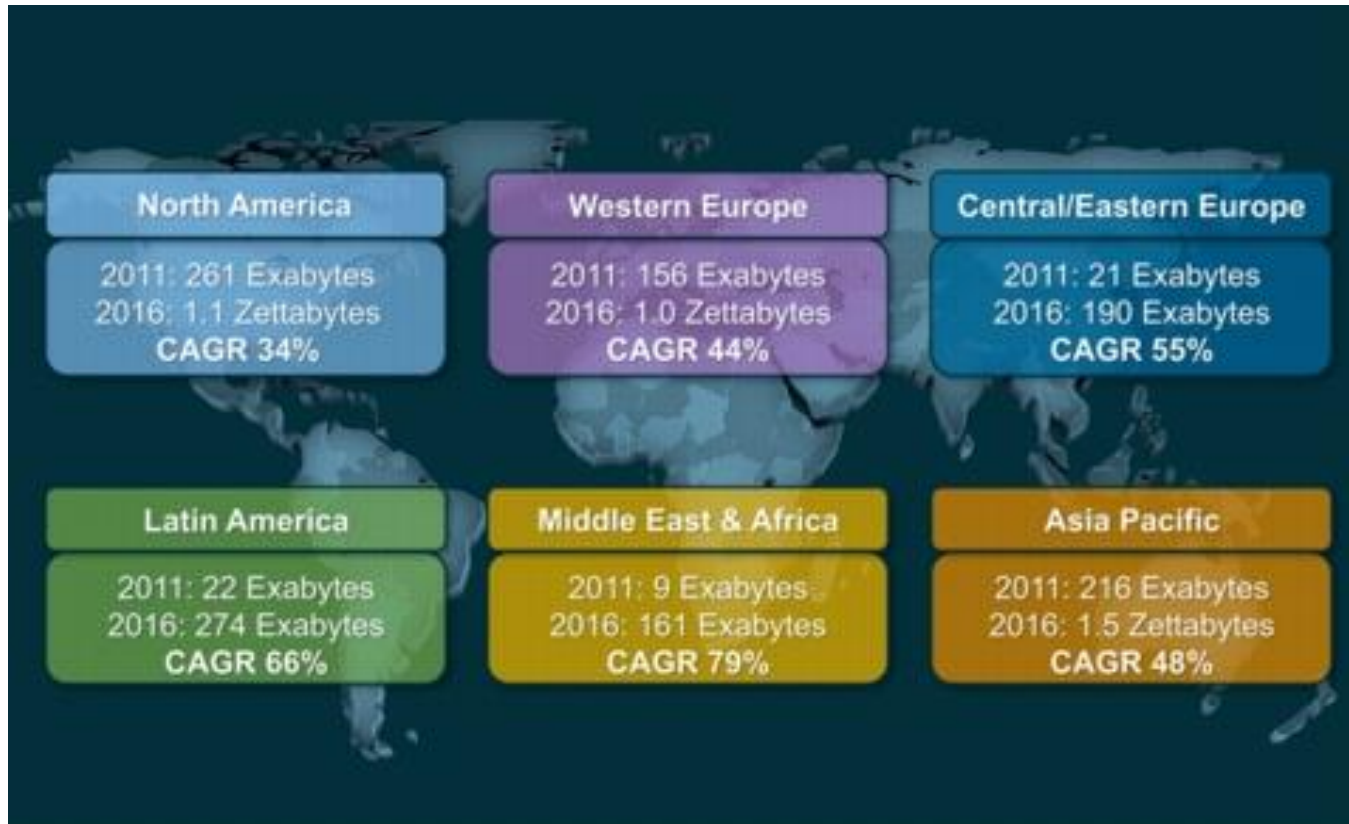 North America
2011: 261 Exabytes
2016: 1.1 Zettabytes
CAGR 34%
Western Europe
2011: 156 Exabytes
2016: 1.0 Zettabytes
CAGR 44%
Central/Eastern Europe
2011: 21 Exabytes
2016: 190 Exabytes
CAGR 55%
Latin America
2011: 22 Exabytes
2016: 274 Exabytes
CAGR 66%
Middle East & Africa
2011: 9 Exabytes
2016: 161 Exabytes
CAGR 79%
Asia Pacific
2011: 216 Exabytes
2016: 1.5 Zettabytes
CAGR 48%